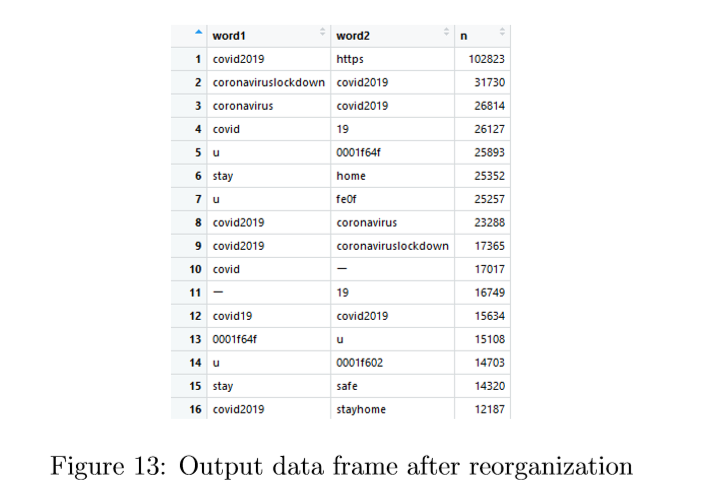 word1 word2 n
1 covid2019 https 102823
2 coronaviruslockdown covid2019 31730
3 coronavirus covid2019 26814
4 covid 19 26127
5 u 0001f64f 25893
6 stay home 25352
7 u fe0f 25257
8 covid2019 coronavirus 23288
9 covid2019 coronaviruslockdown 17365
10 covid ー 17017
11 ー 19 16749
12 covid19 covid2019 15634
13 0001f64f u 15108
14 u 0001f602 14703
15 stay safe 14320
16 covid2019 stayhome 12187
Figure 13: Output data frame after reorganization